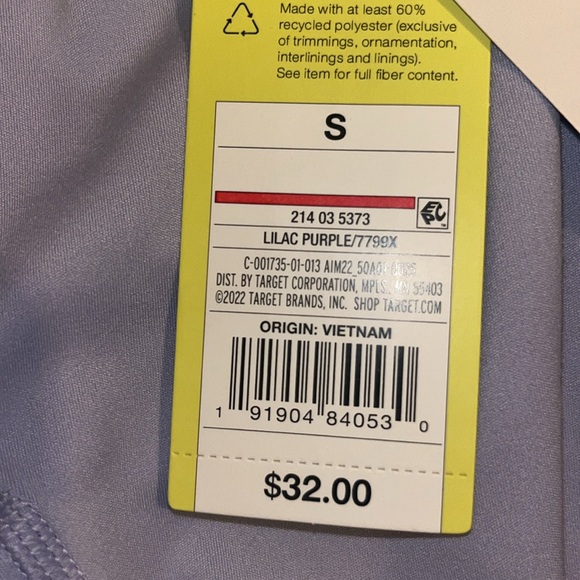 Made with at least 60%
recycled polyester (exclusive
of trimmings, ornamentation,
interlinings and linings).
See item for full fiber content.
S
214 03 5373
EPC
LILAC PURPLE/7799X
C-001735-01-013
DIST. BY TARGET CORPORATION, MPLS., 55403
©2022 TARGET BRANDS, INC. SHOP TARGET.COM
ORIGIN: VIETNAM
1 91904 84053 0
$32.00